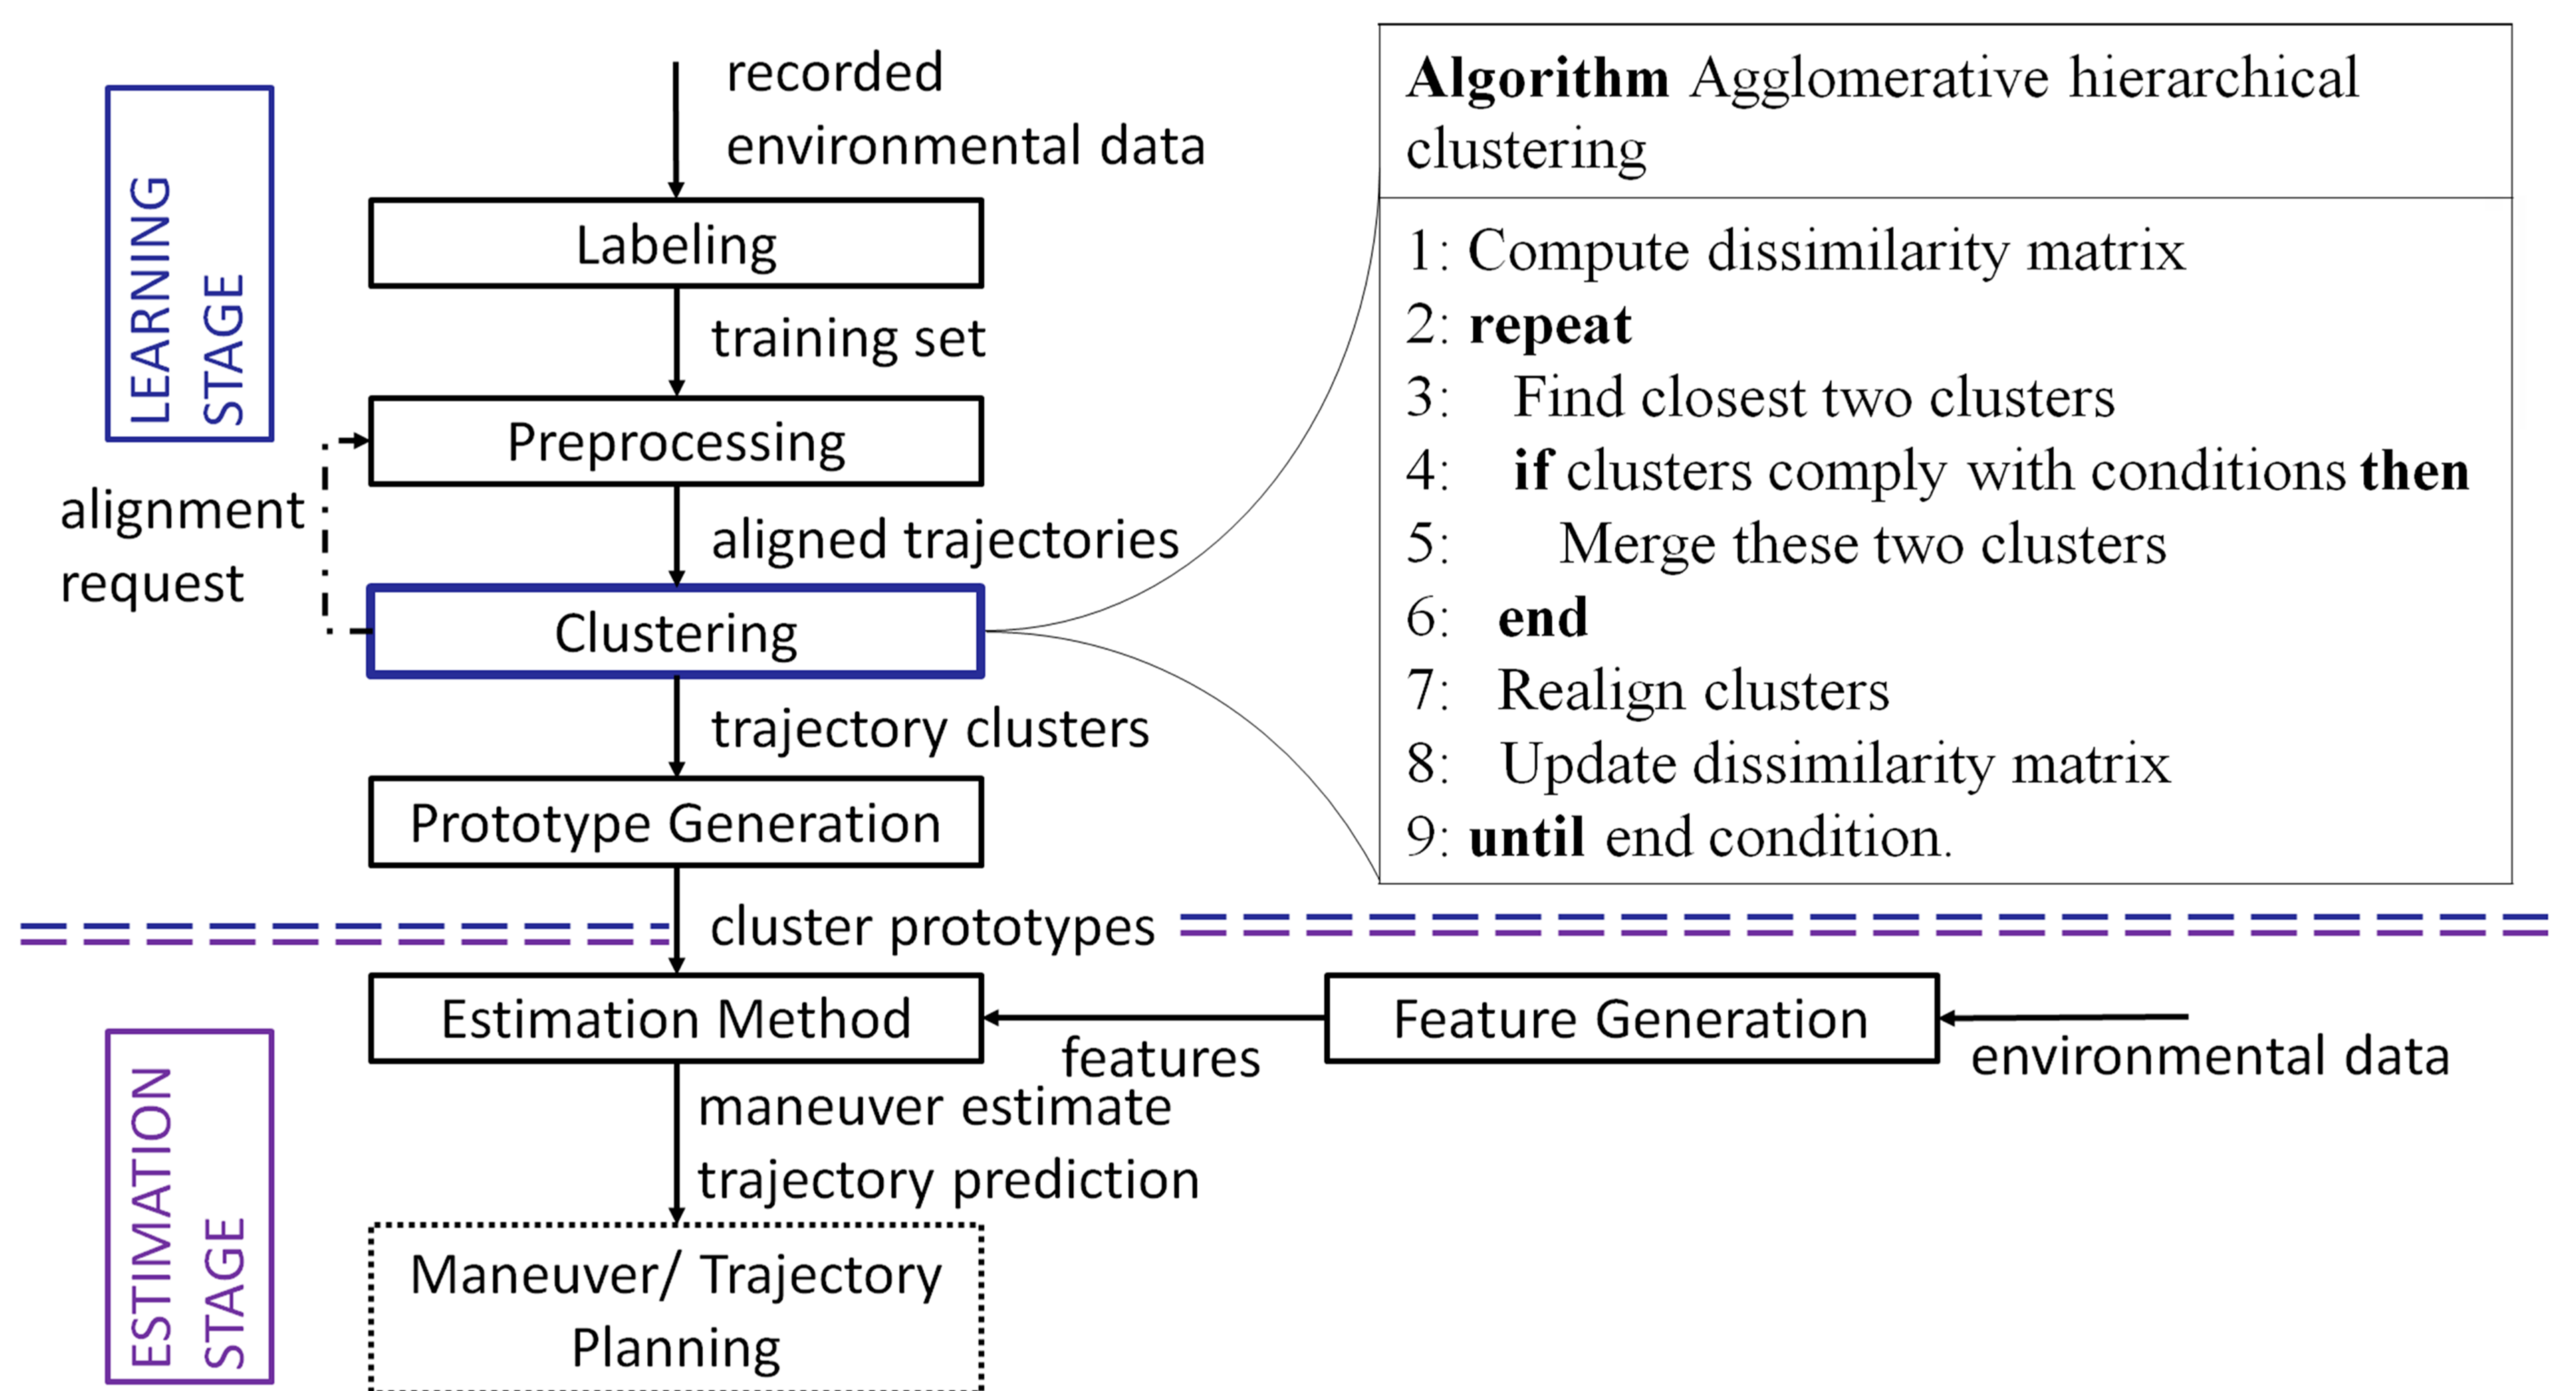 LEARNING
STAGE
recorded
environmental data
Labeling
training set
Preprocessing
alignment
request
aligned trajectories
Clustering
trajectory clusters
Prototype Generation
cluster prototypes
Algorithm Agglomerative hierarchical
clustering
1: Compute dissimilarity matrix
2: repeat
3: Find closest two clusters
4: if clusters comply with conditions then
5: Merge these two clusters
6: end
7: Realign clusters
8: Update dissimilarity matrix
9: until end condition.
ESTIMATION
STAGE
Estimation Method
features
Feature Generation
environmental data
maneuver estimate
trajectory prediction
Maneuver/ Trajectory
Planning